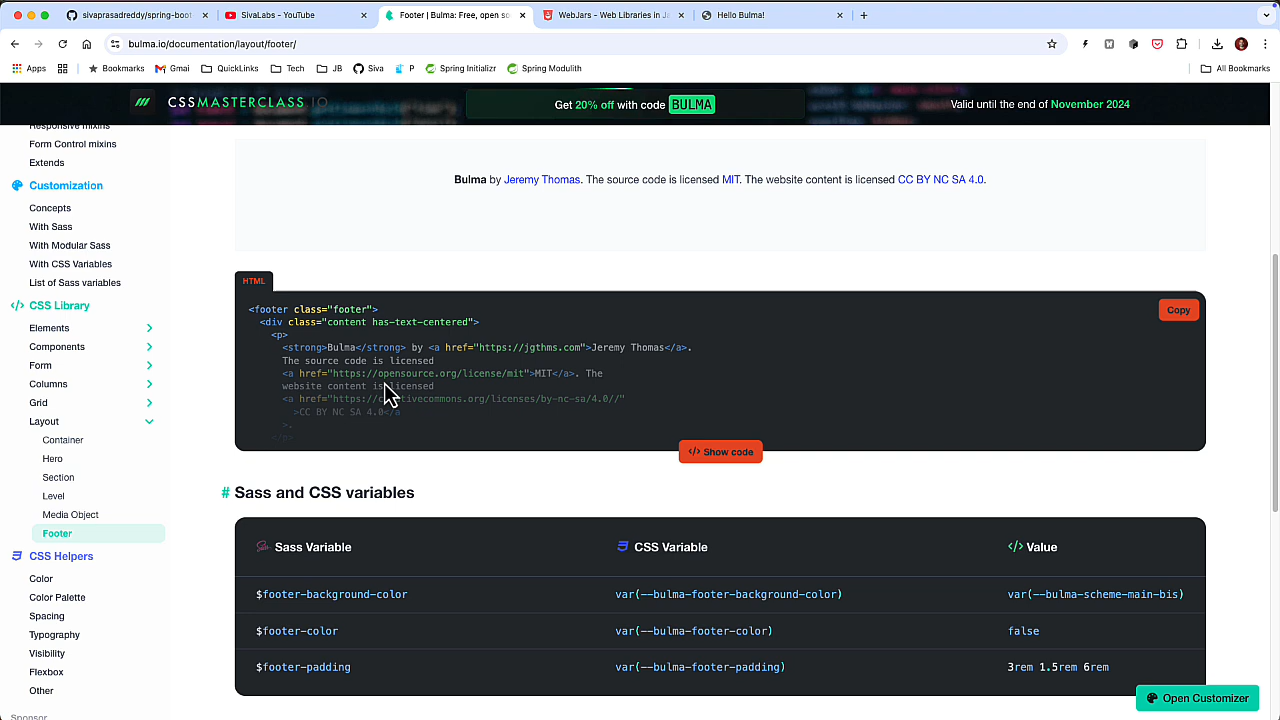 sivaprasadreddy/spring-boot
SivaLabs - YouTube
Footer | Bulma: Free, open so
WebJars - Web Libraries in Ja
Hello Bulma!
bulma.io/documentation/layout/footer/
Apps
Bookmarks
Gmai
QuickLinks
Tech
JB
Siva
P
Spring Initializr
Spring Modulith
All Bookmarks
CSSMASTERCLASS IO
Get 20% off with code BULMA
Valid until the end of November 2024
Responsive mixins
Form Control mixins
Extends
Customization
Concepts
With Sass
With Modular Sass
With CSS Variables
List of Sass variables
</> CSS Library
Elements
Components
Form
Columns
Grid
Layout
Container
Hero
Section
Level
Media Object
Footer
CSS Helpers
Color
Color Palette
Spacing
Typography
Visibility
Flexbox
Other
Sponsor
Bulma by Jeremy Thomas. The source code is licensed MIT. The website content is licensed CC BY NC SA 4.0.
HTML
Copy
<footer class="footer">
<div class="content has-text-centered">
<p>
<strong>Bulma</strong> by <a href="https://jgthms.com">Jeremy Thomas</a>.
The source code is licensed
<a href="https://opensource.org/license/mit">MIT</a>. The
website content is licensed
<a href="https://creativecommons.org/licenses/by-nc-sa/4.0//"
>CC BY NC SA 4.0</a
>.
</p>
</> Show code
# Sass and CSS variables
Sass Variable
CSS Variable
</> Value
$footer-background-color
var(--bulma-footer-background-color)
var(--bulma-scheme-main-bis)
$footer-color
var(--bulma-footer-color)
false
$footer-padding
var(--bulma-footer-padding)
3rem 1.5rem 6rem
Open Customizer